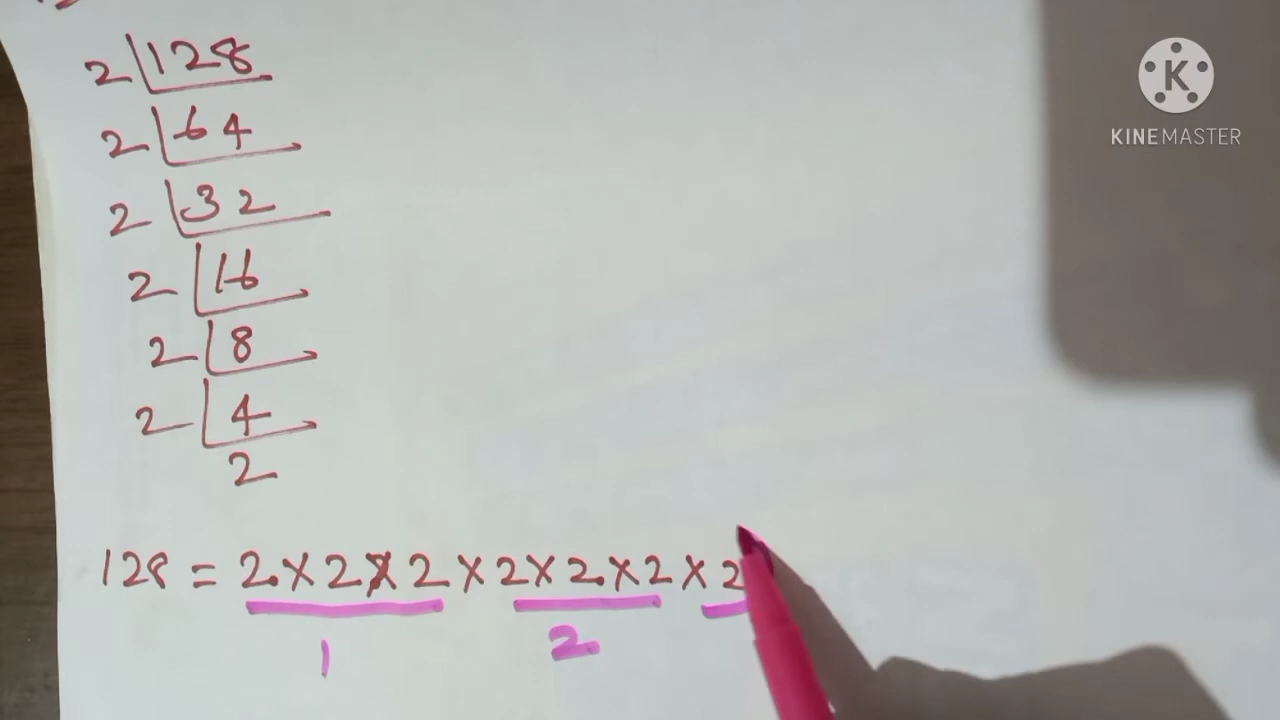 2 128
K
KINEMASTER
2 64
2 32
2 16
2 8
2 4
2
128 = 2 × 2 × 2 × 2 × 2 × 2 × 2
1 2